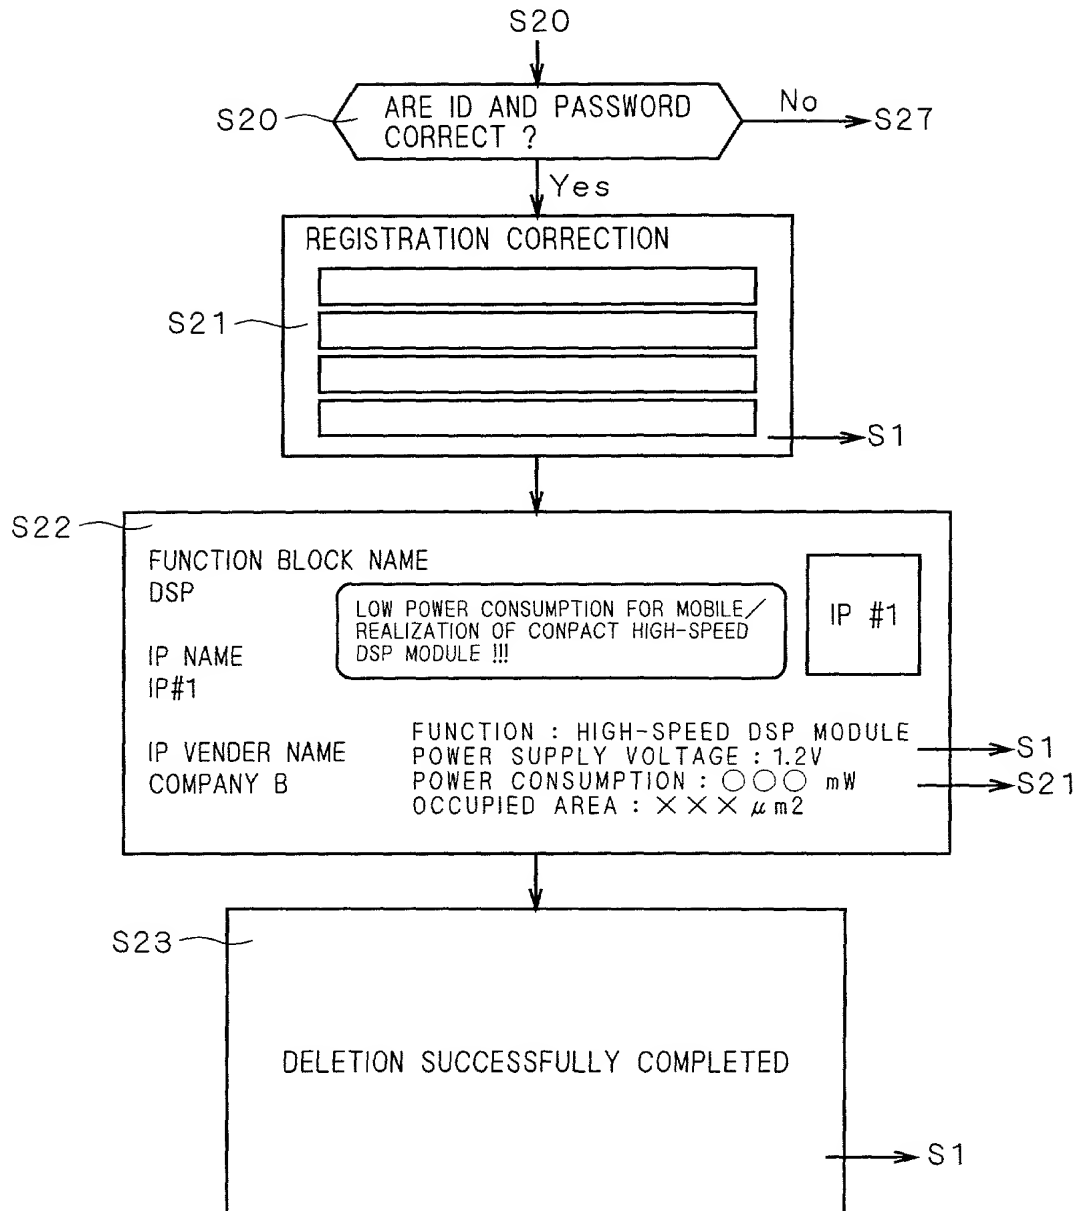 S20
S20
ARE ID AND PASSWORD
CORRECT ?
No
S27
Yes
REGISTRATION CORRECTION
S21
S1
S22
FUNCTION BLOCK NAME
DSP
LOW POWER CONSUMPTION FOR MOBILE/
REALIZATION OF CONPACT HIGH-SPEED
DSP MODULE !!!
IP #1
IP NAME
IP#1
IP VENDER NAME
COMPANY B
FUNCTION : HIGH-SPEED DSP MODULE
POWER SUPPLY VOLTAGE : 1.2V
POWER CONSUMPTION : ○○○ mW
OCCUPIED AREA : ××× μm2
S1
S21
S23
DELETION SUCCESSFULLY COMPLETED
S1